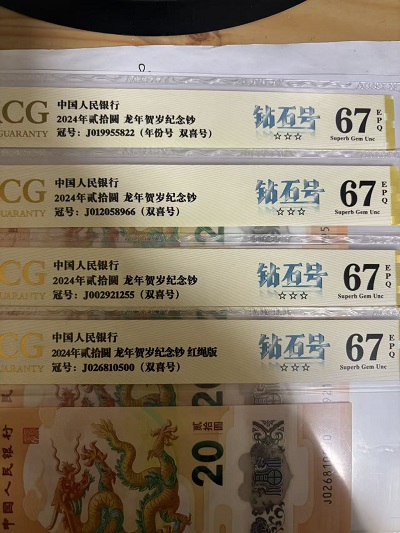 CG
GUARANTY
中国人民银行
2024年贰拾圆 龙年贺岁纪念钞
冠号：J019955822（年份号 双喜号）
钻石号
☆☆☆
67
EPQ
Superb Gem Unc
CG
GUARANTY
中国人民银行
2024年贰拾圆 龙年贺岁纪念钞
冠号：J012058966（双喜号）
钻石号
☆☆☆
67
EPQ
Superb Gem Unc
CG
GUARANTY
中国人民银行
2024年贰拾圆 龙年贺岁纪念钞
冠号：J002921255（双喜号）
钻石号
☆☆☆
67
EPQ
Superb Gem Unc
CG
GUARANTY
中国人民银行
2024年贰拾圆 龙年贺岁纪念钞 红绳版
冠号：J026810500（双喜号）
钻石号
☆☆☆
67
EPQ
Superb Gem Unc
中国人民银行
贰拾圆
20
J02681